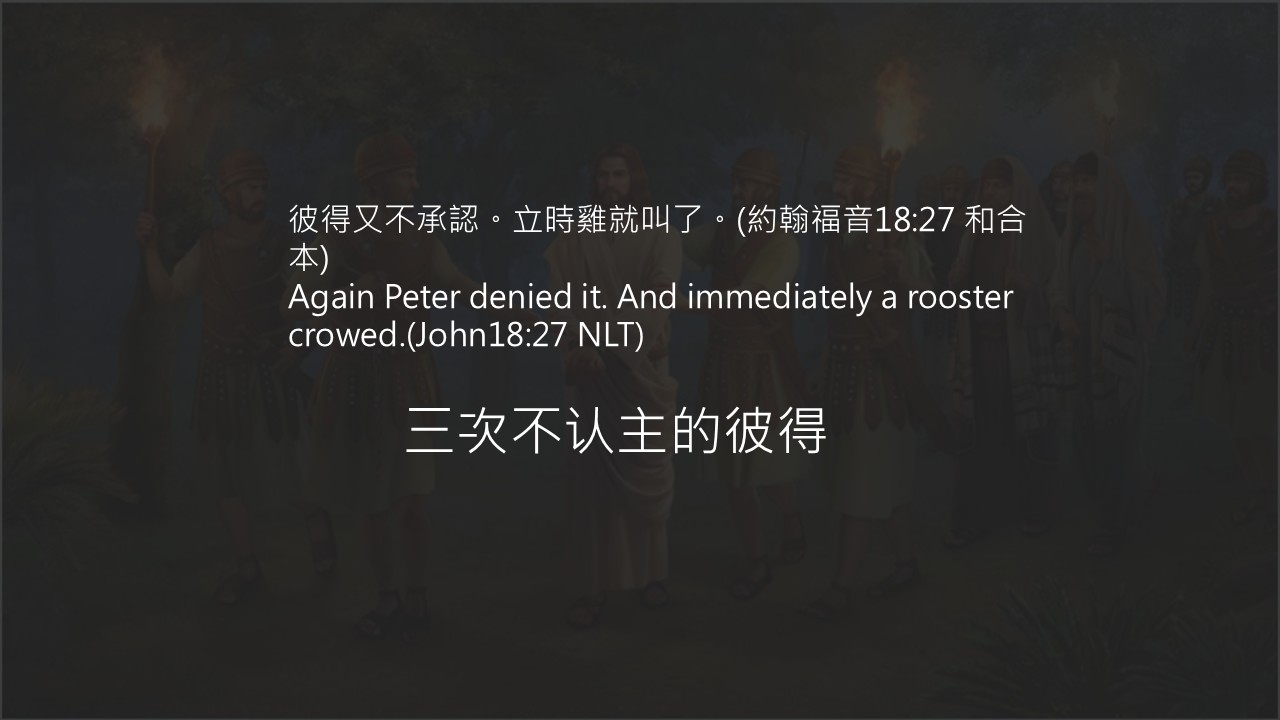 彼得又不承認。立時雞就叫了。(約翰福音18:27 和合
本)
Again Peter denied it. And immediately a rooster
crowed.(John18:27 NLT)
三次不认主的彼得